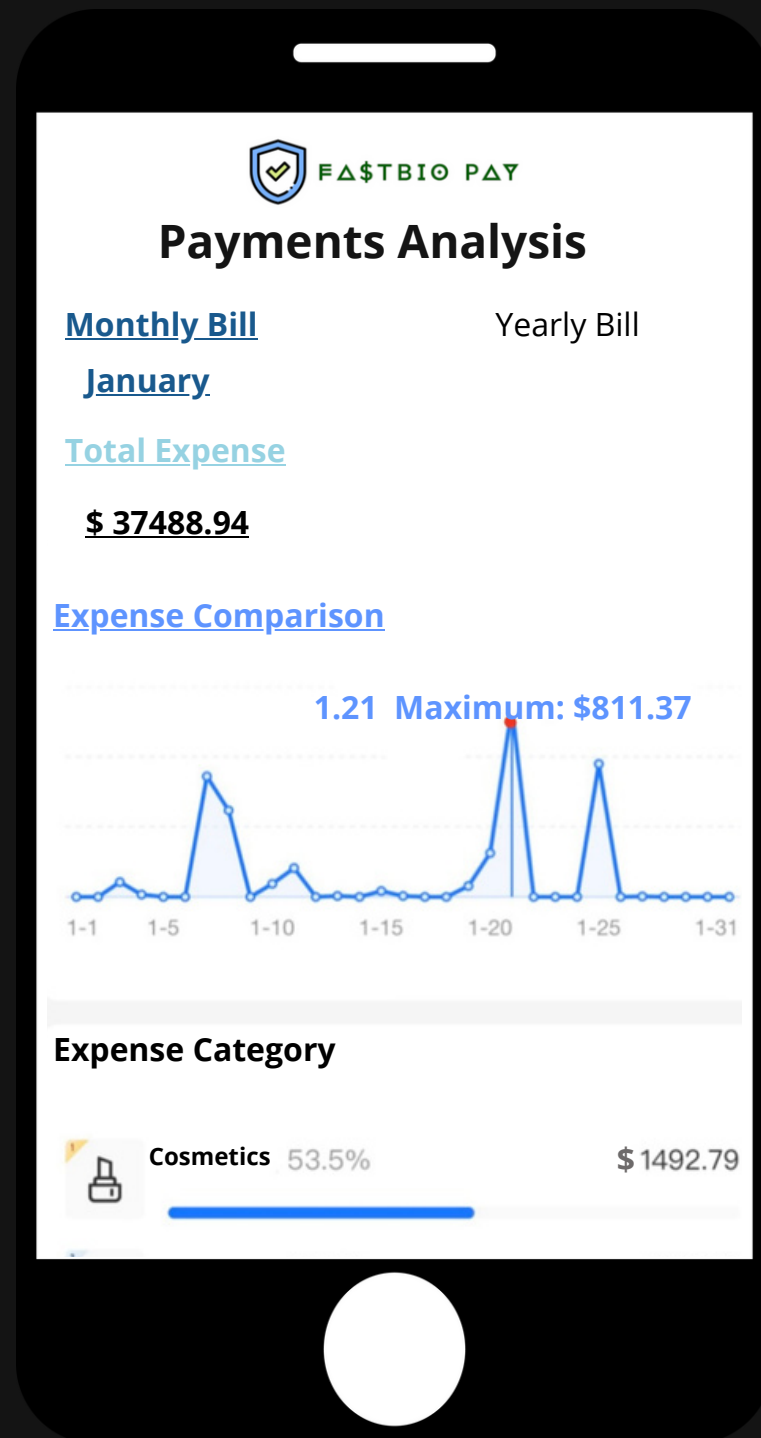 FA$TBIO PAY
Payments Analysis
Monthly Bill Yearly Bill
January
Total Expense
$ 37488.94
Expense Comparison
1.21 Maximum: $811.37
1-1 1-5 1-10 1-15 1-20 1-25 1-31
Expense Category
Cosmetics 53.5% $1492.79